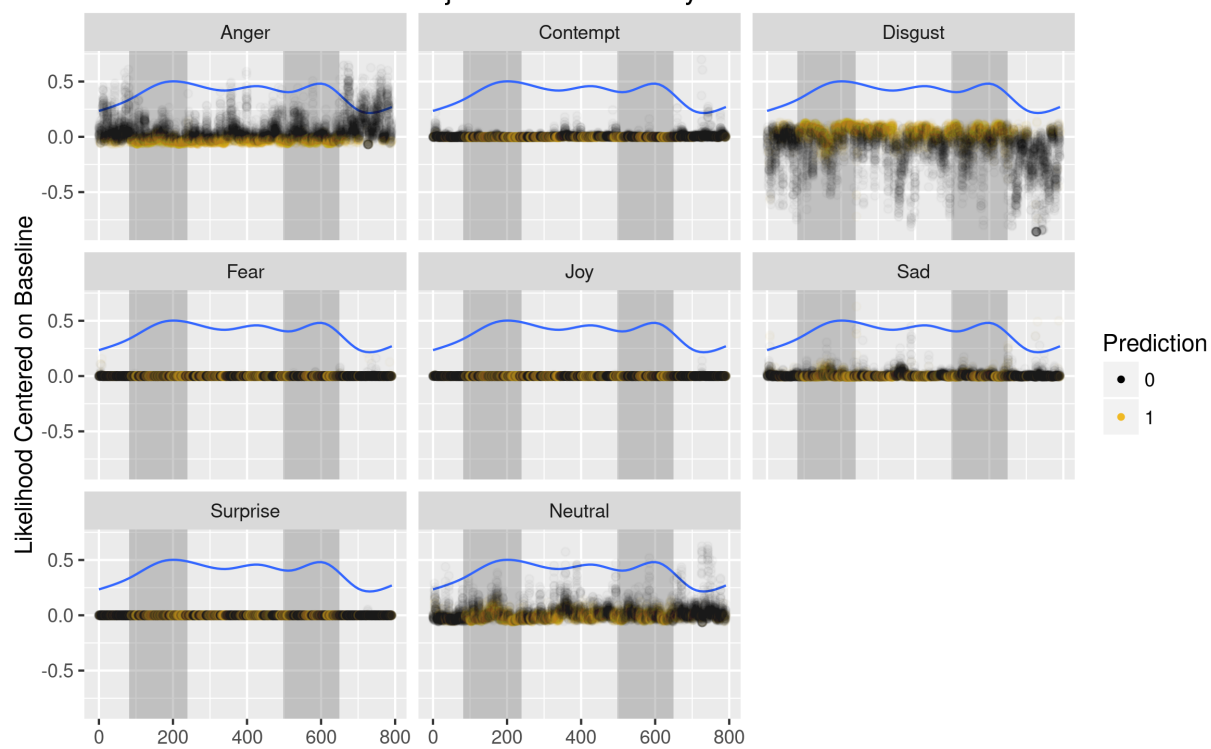 Anger
Contempt
Disgust
0.5
0.0
-0.5
Fear
Joy
Sad
0.5
0.0
-0.5
Surprise
Neutral
0.5
0.0
-0.5
0 200 400 600 800
0 200 400 600 800
Likelihood Centered on Baseline
Prediction
0
1